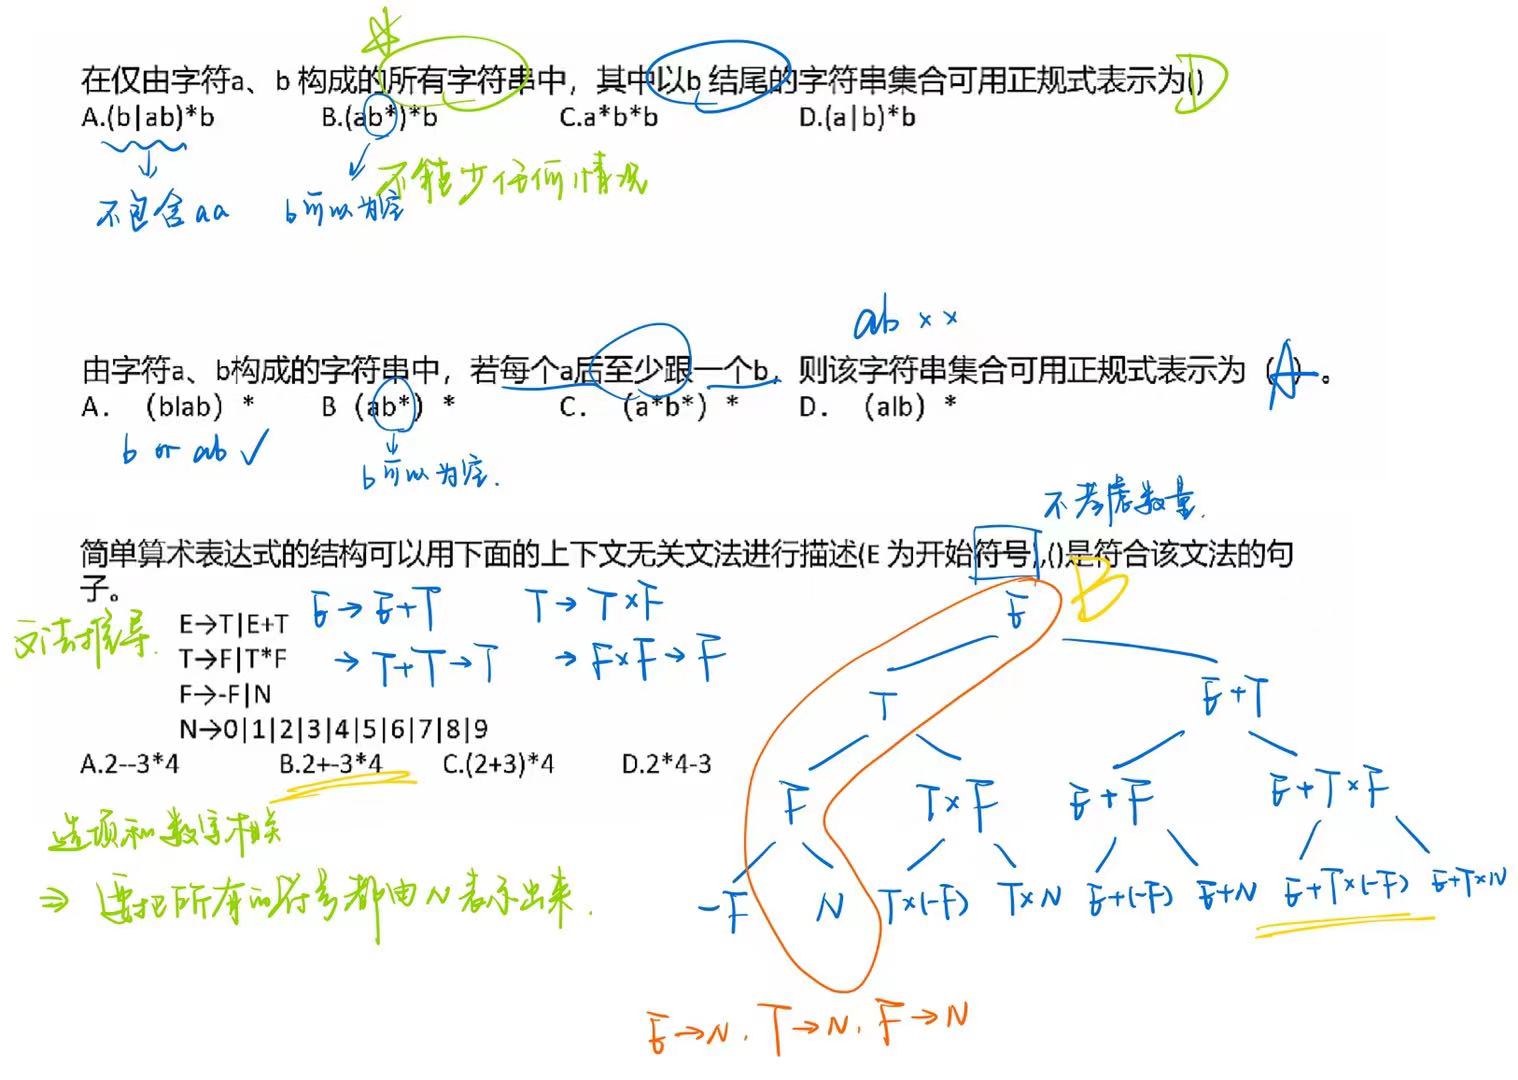 在仅由字符a、b 构成的所有字符串中，其中以b 结尾的字符串集合可用正规式表示为() D
A.(b|ab)*b B.(ab*)*b C.a*b*b D.(a|b)*b
不能少任何情况
不包含aa b可以为空
ab ××
由字符a、b构成的字符串中，若每个a后至少跟一个b，则该字符串集合可用正规式表示为（A）。
A. （blab）* B（ab*）* C. （a*b*）* D. （alb）*
b or ab ✓
b可以为空.
不考虑数量.
简单算术表达式的结构可以用下面的上下文无关文法进行描述(E 为开始符号),()是符合该文法的句
子。
B
文法推导.
E→T|E+T
T→F|T*F
F→-F|N
N→0|1|2|3|4|5|6|7|8|9
E→E+T T→T×F
→T+T→T →F×F→F
A.2--3*4 B.2+-3*4 C.(2+3)*4 D.2*4-3
选项和数字相关
⇒ 要把所有的符号都由N表示出来.
E
T E+T
F T×F E+F E+T×F
-F N T×(-F) T×N E+(-F) E+N E+T×(-F) E+T×N
E→N. T→N. F→N